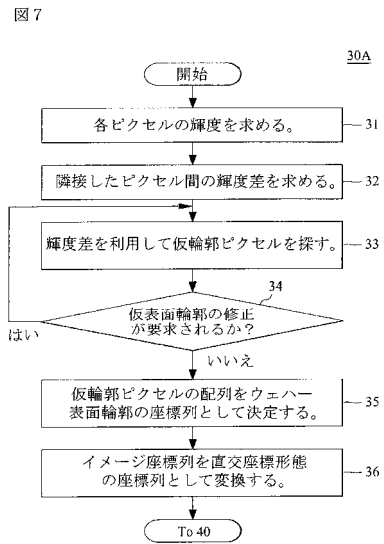 図7
30A
開始
各ピクセルの輝度を求める。
31
隣接したピクセル間の輝度差を求める。
32
輝度差を利用して仮輪郭ピクセルを探す。
33
34
仮表面輪郭の修正
が要求されるか？
はい
いいえ
仮輪郭ピクセルの配列をウェハー
表面輪郭の座標列として決定する。
35
イメージ座標列を直交座標形態
の座標列として変換する。
36
To 40